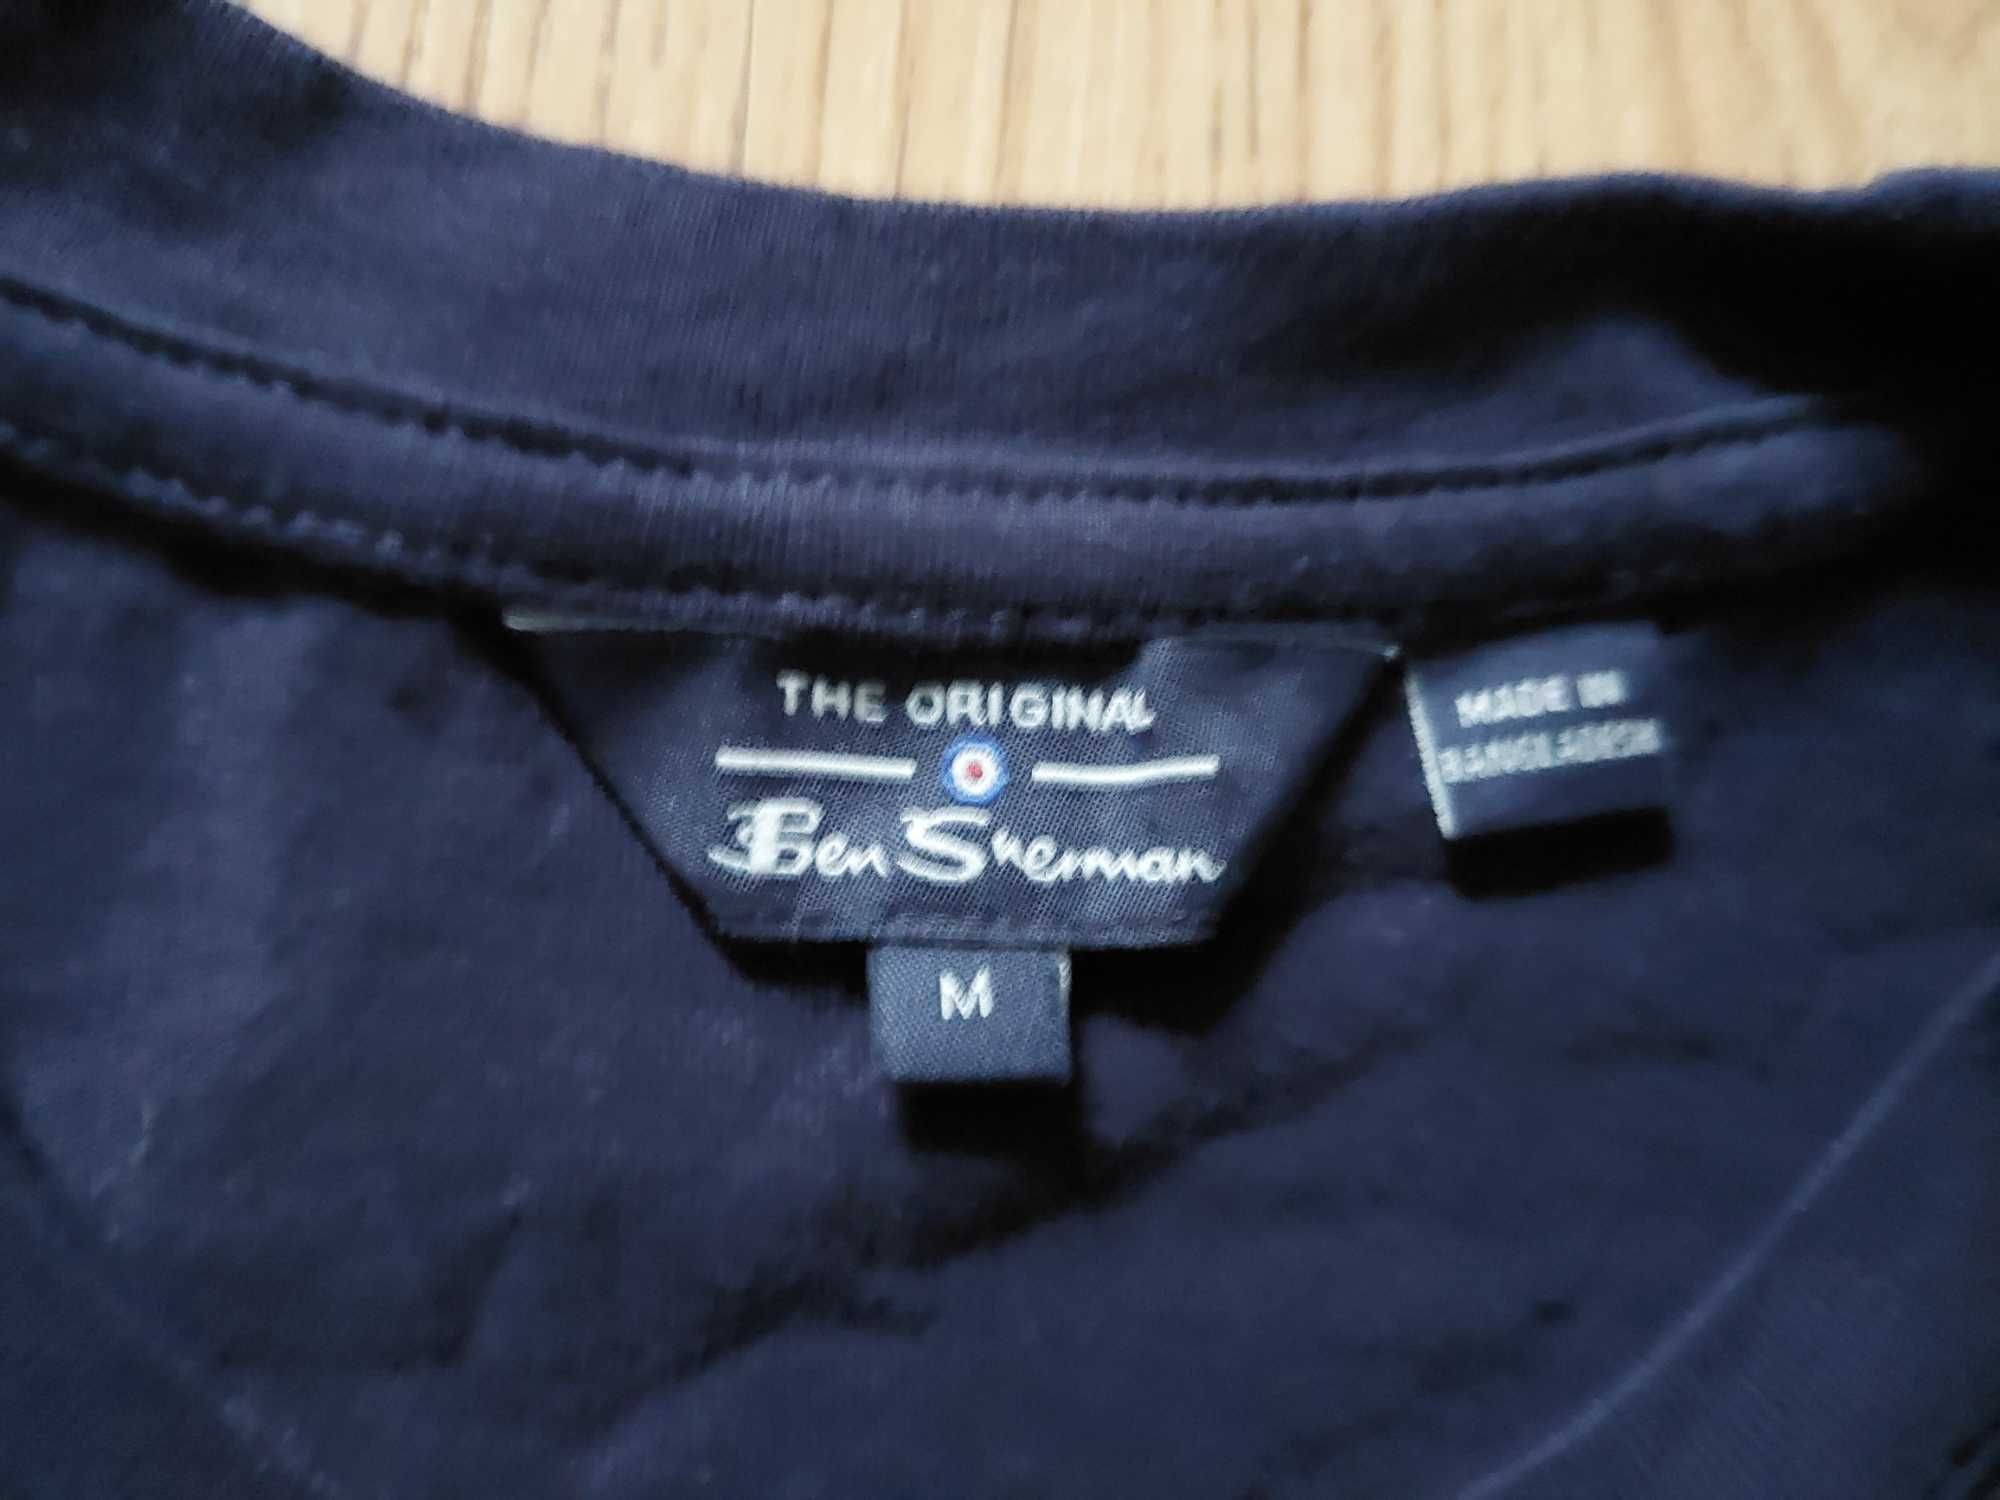 THE ORIGINAL
Ben Sherman
M
MADE IN
BANGLADESH